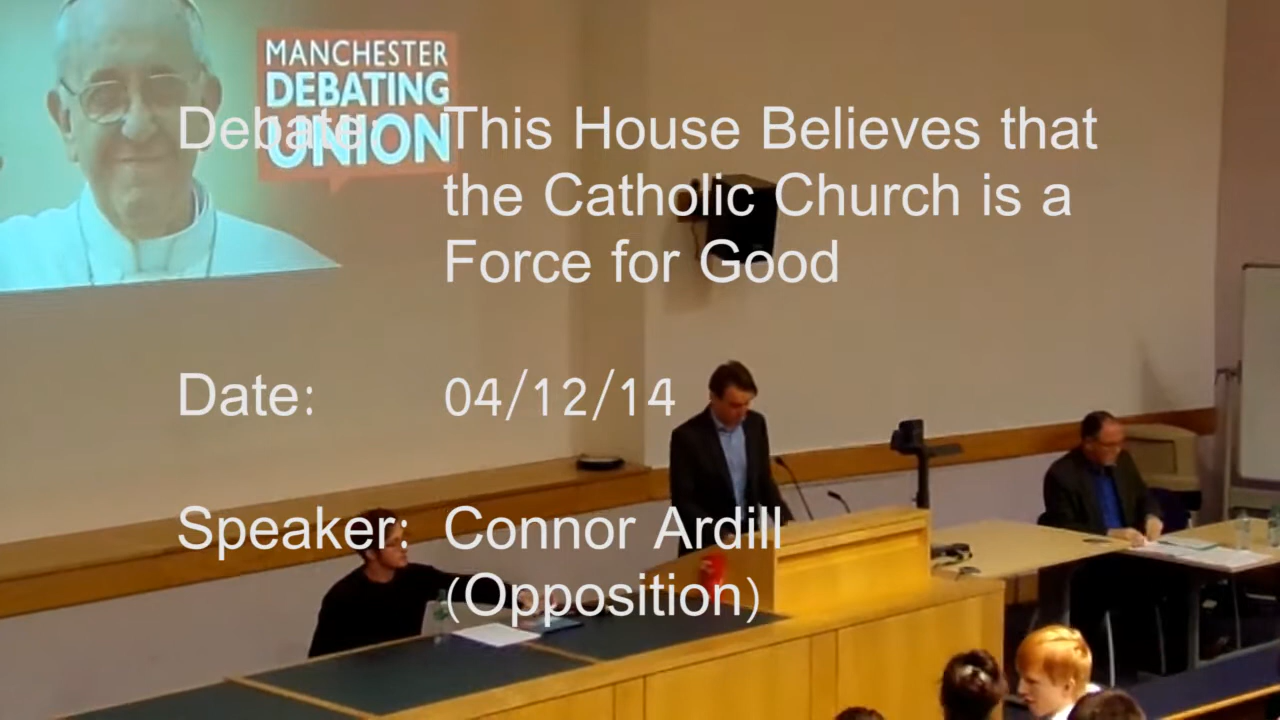 MANCHESTER
DEBATING
UNION
Debate: This House Believes that
the Catholic Church is a
Force for Good
Date: 04/12/14
Speaker: Connor Ardill
(Opposition)